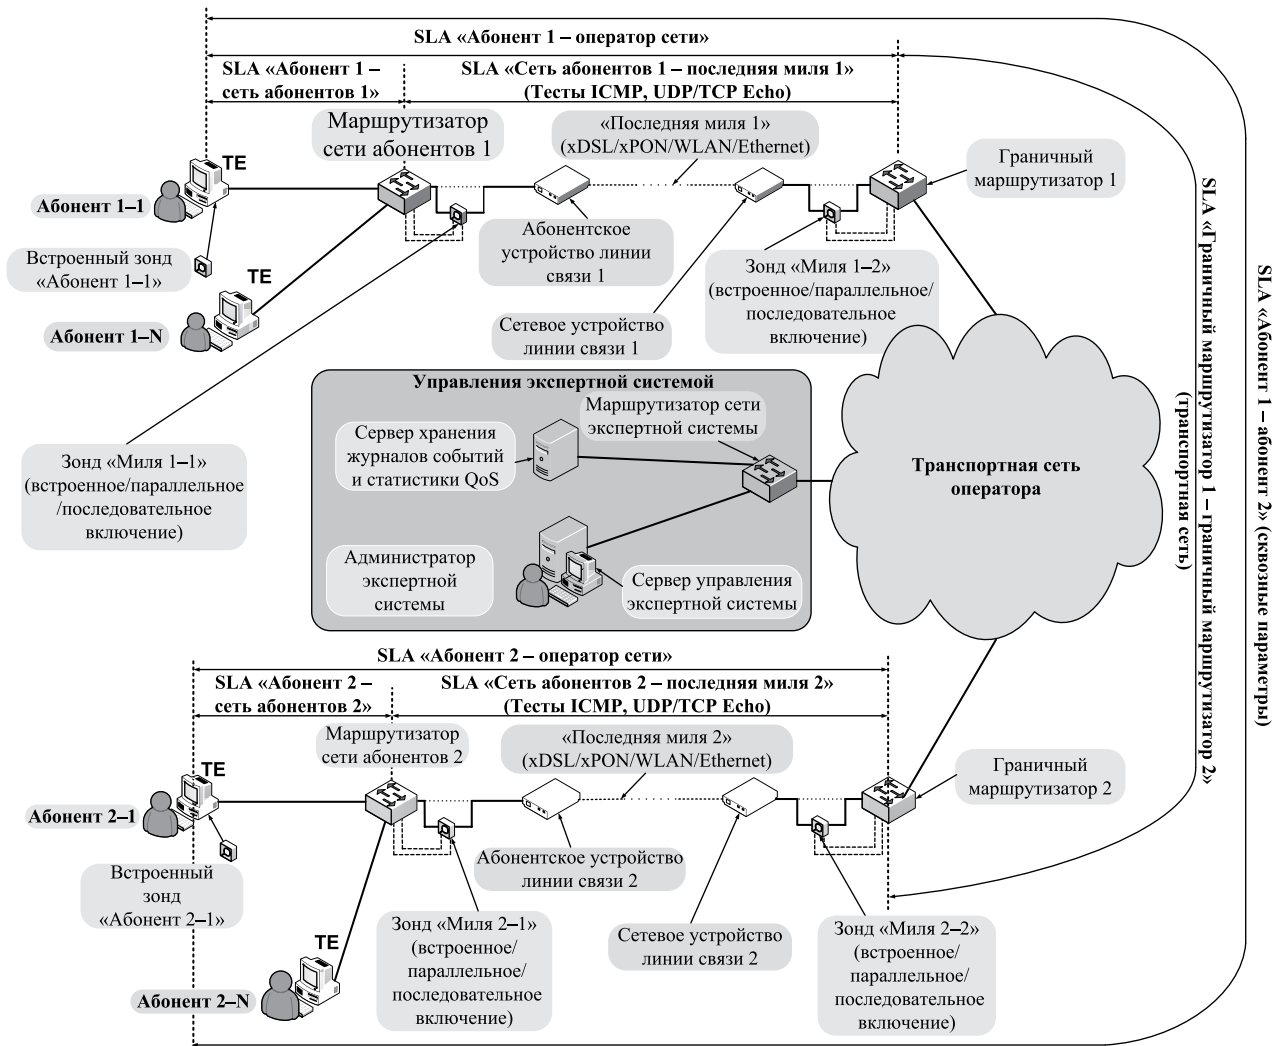 SLA «Абонент 1 – оператор сети»
SLA «Абонент 1 –
сеть абонентов 1»
SLA «Сеть абонентов 1 – последняя миля 1»
(Тесты ICMP, UDP/TCP Echo)
Маршрутизатор
сети абонентов 1
«Последняя миля 1»
(xDSL/xPON/WLAN/Ethernet)
Граничный
маршрутизатор 1
TE
Абонент 1–1
Встроенный зонд
«Абонент 1–1»
TE
Абонент 1–N
Абонентское
устройство линии
связи 1
Сетевое устройство
линии связи 1
Зонд «Миля 1–2»
(встроенное/параллельное/
последовательное
включение)
Зонд «Миля 1–1»
(встроенное/параллельное
/последовательное
включение)
Управления экспертной системой
Маршрутизатор сети
экспертной системы
Сервер хранения
журналов событий
и статистики QoS
Администратор
экспертной
системы
Сервер управления
экспертной системы
Транспортная сеть
оператора
SLA «Граничный маршрутизатор 1 – граничный маршрутизатор 2»
(транспортная сеть)
SLA «Абонент 1 – абонент 2» (сквозные параметры)
SLA «Абонент 2 – оператор сети»
SLA «Абонент 2 –
сеть абонентов 2»
SLA «Сеть абонентов 2 – последняя миля 2»
(Тесты ICMP, UDP/TCP Echo)
Маршрутизатор
сети абонентов 2
«Последняя миля 2»
(xDSL/xPON/WLAN/Ethernet)
Граничный
маршрутизатор 2
TE
Абонент 2–1
Встроенный
зонд
«Абонент 2–1»
Абонентское устройство
линии связи 2
Зонд «Миля 2–1»
(встроенное/
параллельное/
последовательное
включение)
Сетевое устройство
линии связи 2
Зонд «Миля 2–2»
(встроенное/
параллельное/
последовательное
включение)
TE
Абонент 2–N